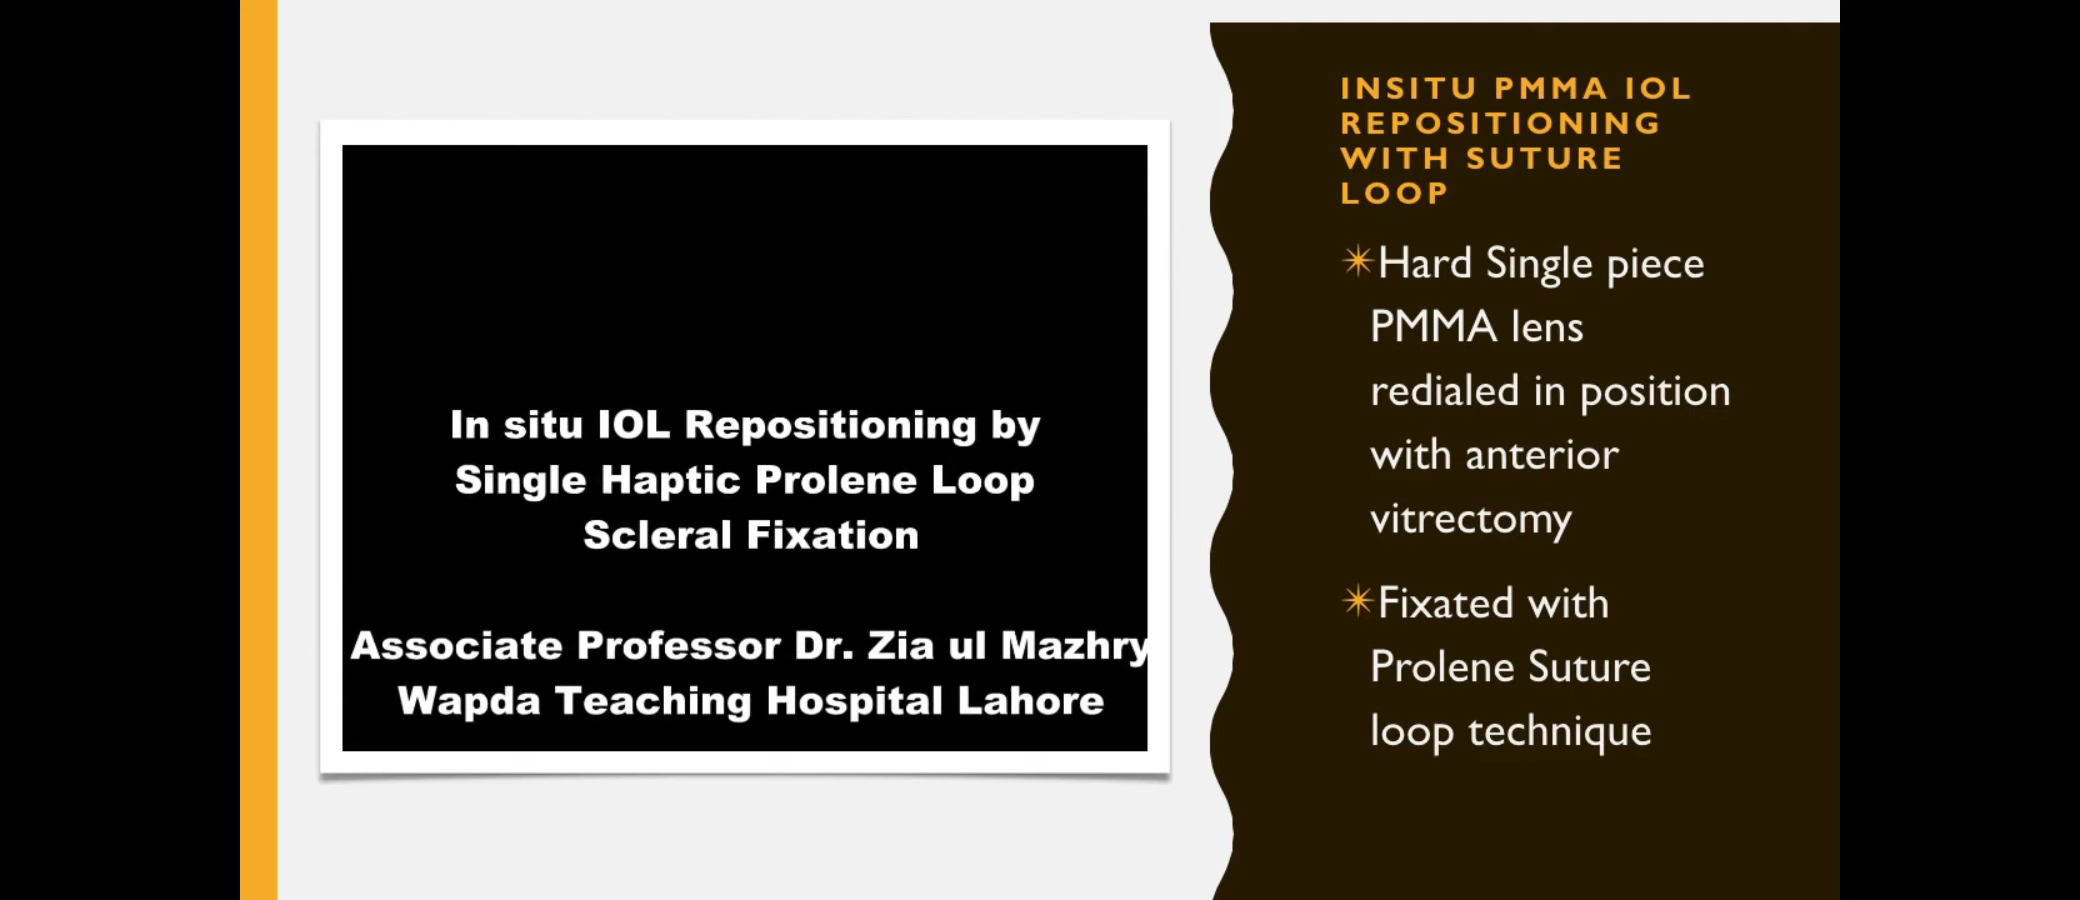 In situ IOL Repositioning by
Single Haptic Prolene Loop
Scleral Fixation
Associate Professor Dr. Zia ul Mazhry
Wapda Teaching Hospital Lahore
INSITU PMMA IOL
REPOSITIONING
WITH SUTURE
LOOP
Hard Single piece
PMMA lens
redialed in position
with anterior
vitrectomy
Fixated with
Prolene Suture
loop technique